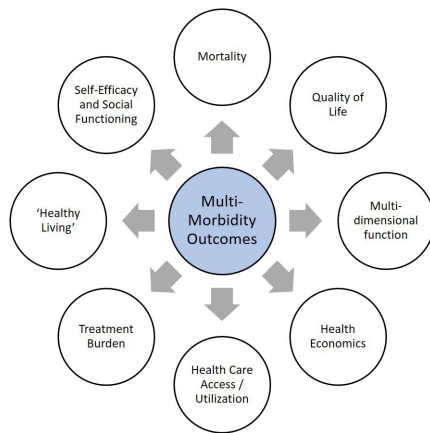 Mortality
Quality of
Life
Multi-
dimensional
function
Health
Economics
Health Care
Access /
Utilization
Treatment
Burden
‘Healthy
Living’
Self-Efficacy
and Social
Functioning
Multi-
Morbidity
Outcomes